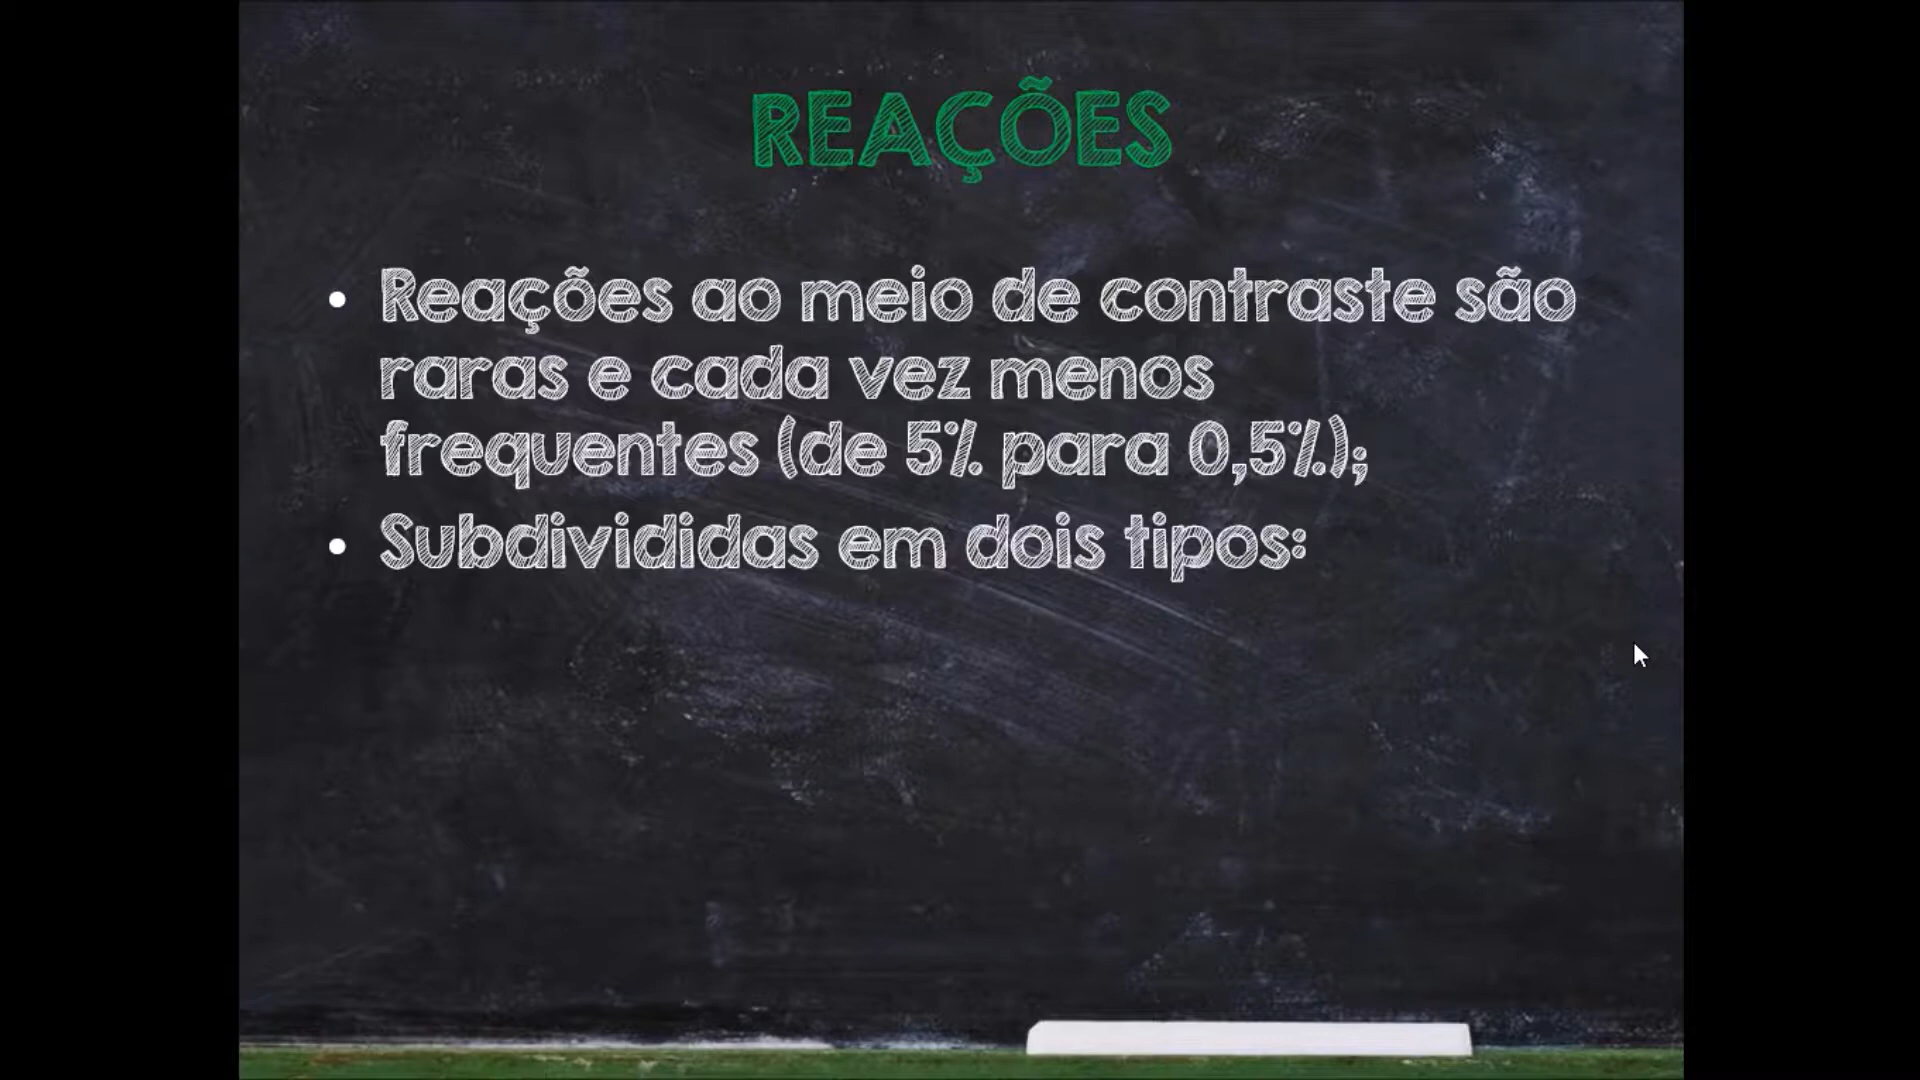 REAÇÕES
• Reações ao meio de contraste são
raras e cada vez menos
frequentes (de 5% para 0,5%);
• Subdivididas em dois tipos: